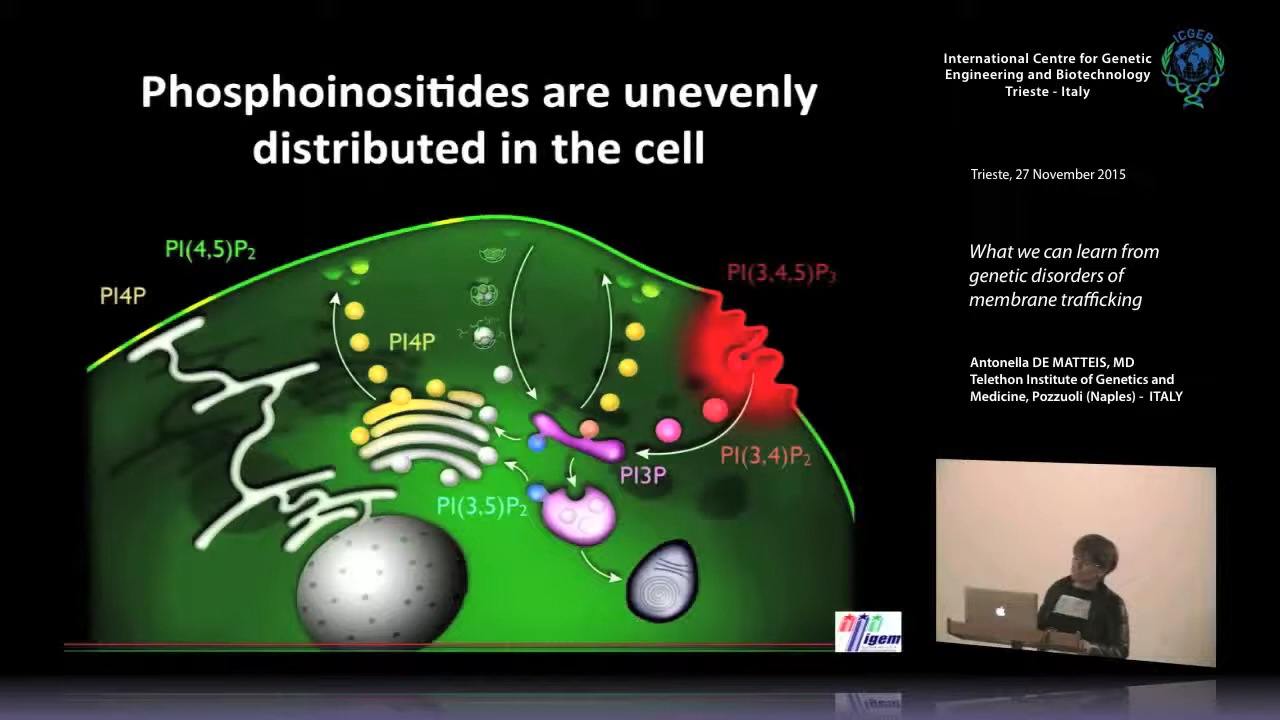 Phosphoinositides are unevenly
distributed in the cell
PI(4,5)P2
PI4P
PI4P
PI(3,4,5)P3
PI(3,4)P2
PI3P
PI(3,5)P2
igem
International Centre for Genetic
Engineering and Biotechnology
Trieste - Italy
ICGEB
Trieste, 27 November 2015
What we can learn from
genetic disorders of
membrane trafficking
Antonella DE MATTEIS, MD
Telethon Institute of Genetics and
Medicine, Pozzuoli (Naples) - ITALY